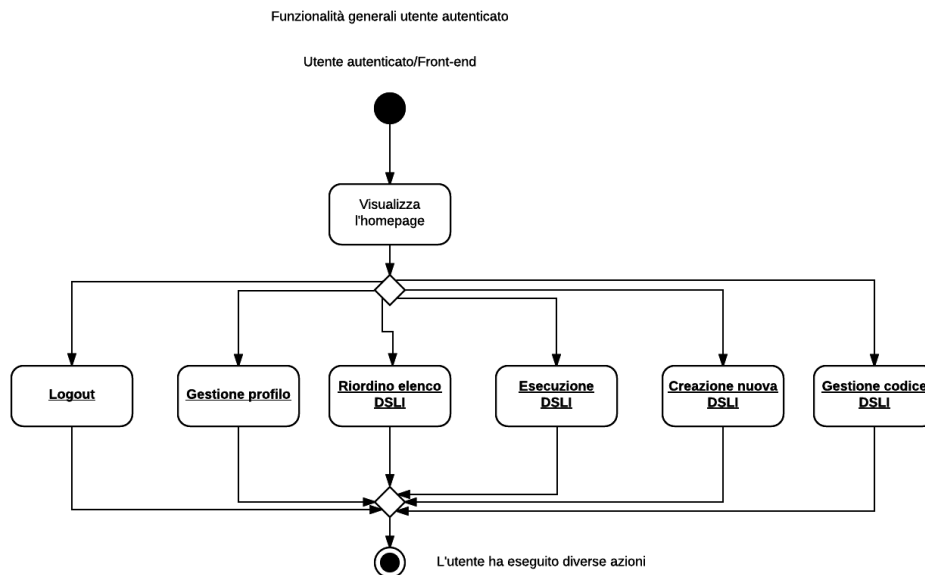 Funzionalità generali utente autenticato
Utente autenticato/Front-end
Visualizza
l'homepage
Logout
Gestione profilo
Riordino elenco
DSLI
Esecuzione
DSLI
Creazione nuova
DSLI
Gestione codice
DSLI
L'utente ha eseguito diverse azioni